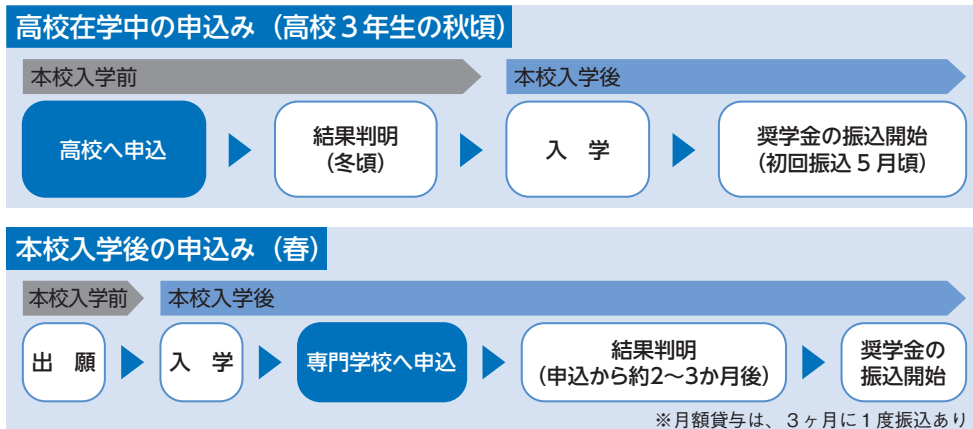 高校在学中の申込み（高校３年生の秋頃）
本校入学前
本校入学後
高校へ申込
結果判明
（冬頃）
入　学
奨学金の振込開始
（初回振込５月頃）
本校入学後の申込み（春）
本校入学前
本校入学後
出　願
入　学
専門学校へ申込
結果判明
（申込から約2～3か月後）
奨学金の
振込開始
※月額貸与は、３ヶ月に１度振込あり